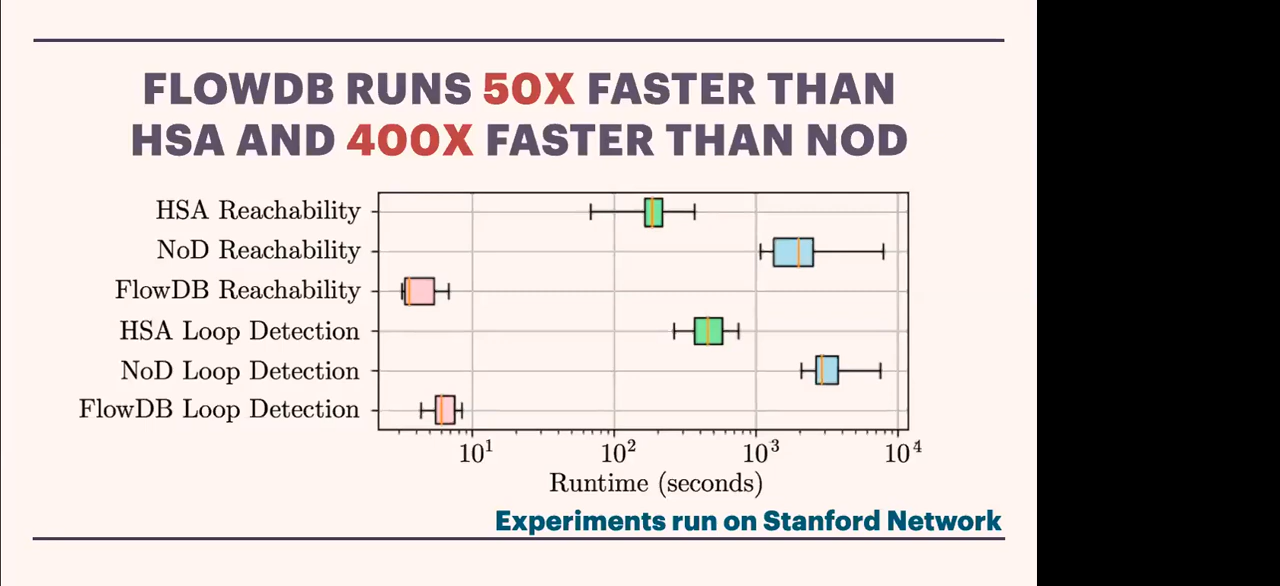 FLOWDB RUNS 50X FASTER THAN
HSA AND 400X FASTER THAN NOD
HSA Reachability
NoD Reachability
FlowDB Reachability
HSA Loop Detection
NoD Loop Detection
FlowDB Loop Detection
10¹ 10² 10³ 10⁴
Runtime (seconds)
Experiments run on Stanford Network